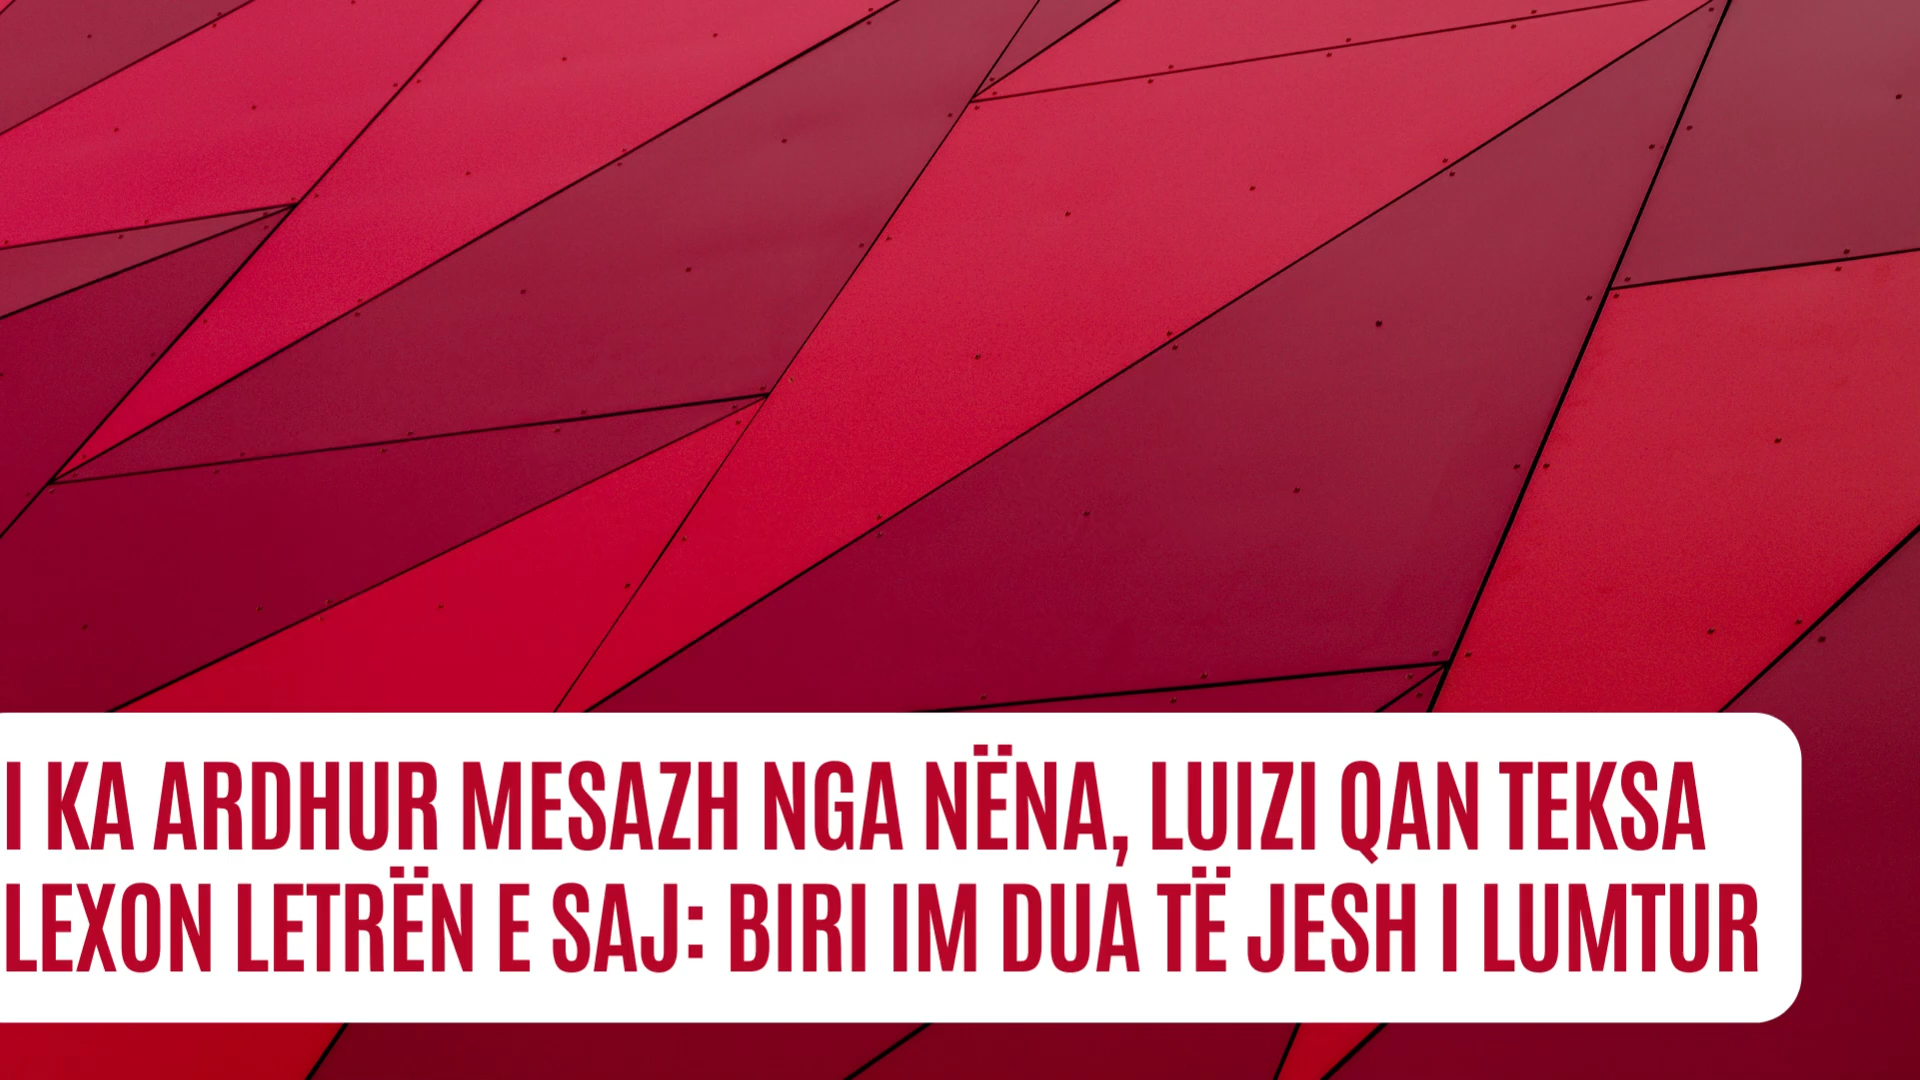 I KA ARDHUR MESAZH NGA NËNA, LUIZI QAN TEKSA
LEXON LETRËN E SAJ: BIRI IM DUA TË JESH I LUMTUR